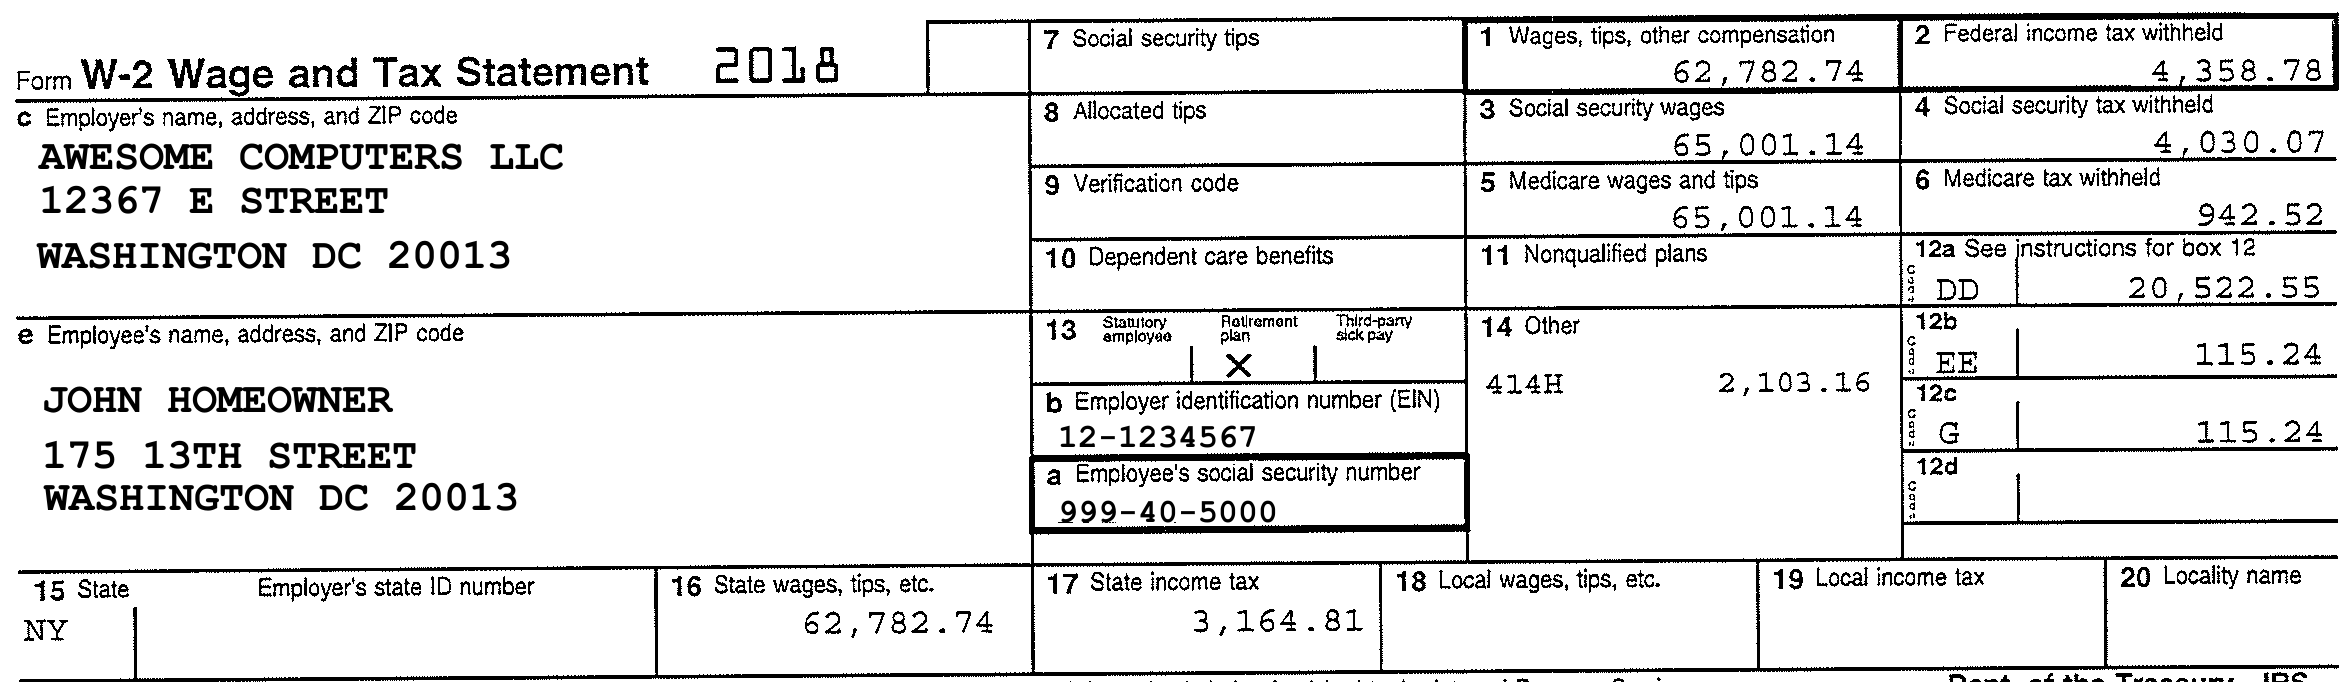 Form W-2 Wage and Tax Statement 2018
7 Social security tips
1 Wages, tips, other compensation
62,782.74
2 Federal income tax withheld
4,358.78
c Employer's name, address, and ZIP code
AWESOME COMPUTERS LLC
12367 E STREET
WASHINGTON DC 20013
8 Allocated tips
3 Social security wages
65,001.14
4 Social security tax withheld
4,030.07
9 Verification code
5 Medicare wages and tips
65,001.14
6 Medicare tax withheld
942.52
10 Dependent care benefits
11 Nonqualified plans
12a See instructions for box 12
Code DD 20,522.55
e Employee's name, address, and ZIP code
JOHN HOMEOWNER
175 13TH STREET
WASHINGTON DC 20013
13 Statutory employee Retirement plan Third-party sick pay
X
14 Other
414H 2,103.16
12b
Code EE 115.24
b Employer identification number (EIN)
12-1234567
12c
Code G 115.24
a Employee's social security number
999-40-5000
12d
Code
15 State Employer's state ID number
NY
16 State wages, tips, etc.
62,782.74
17 State income tax
3,164.81
18 Local wages, tips, etc.
19 Local income tax
20 Locality name
Dept. of the Treasury - IRS